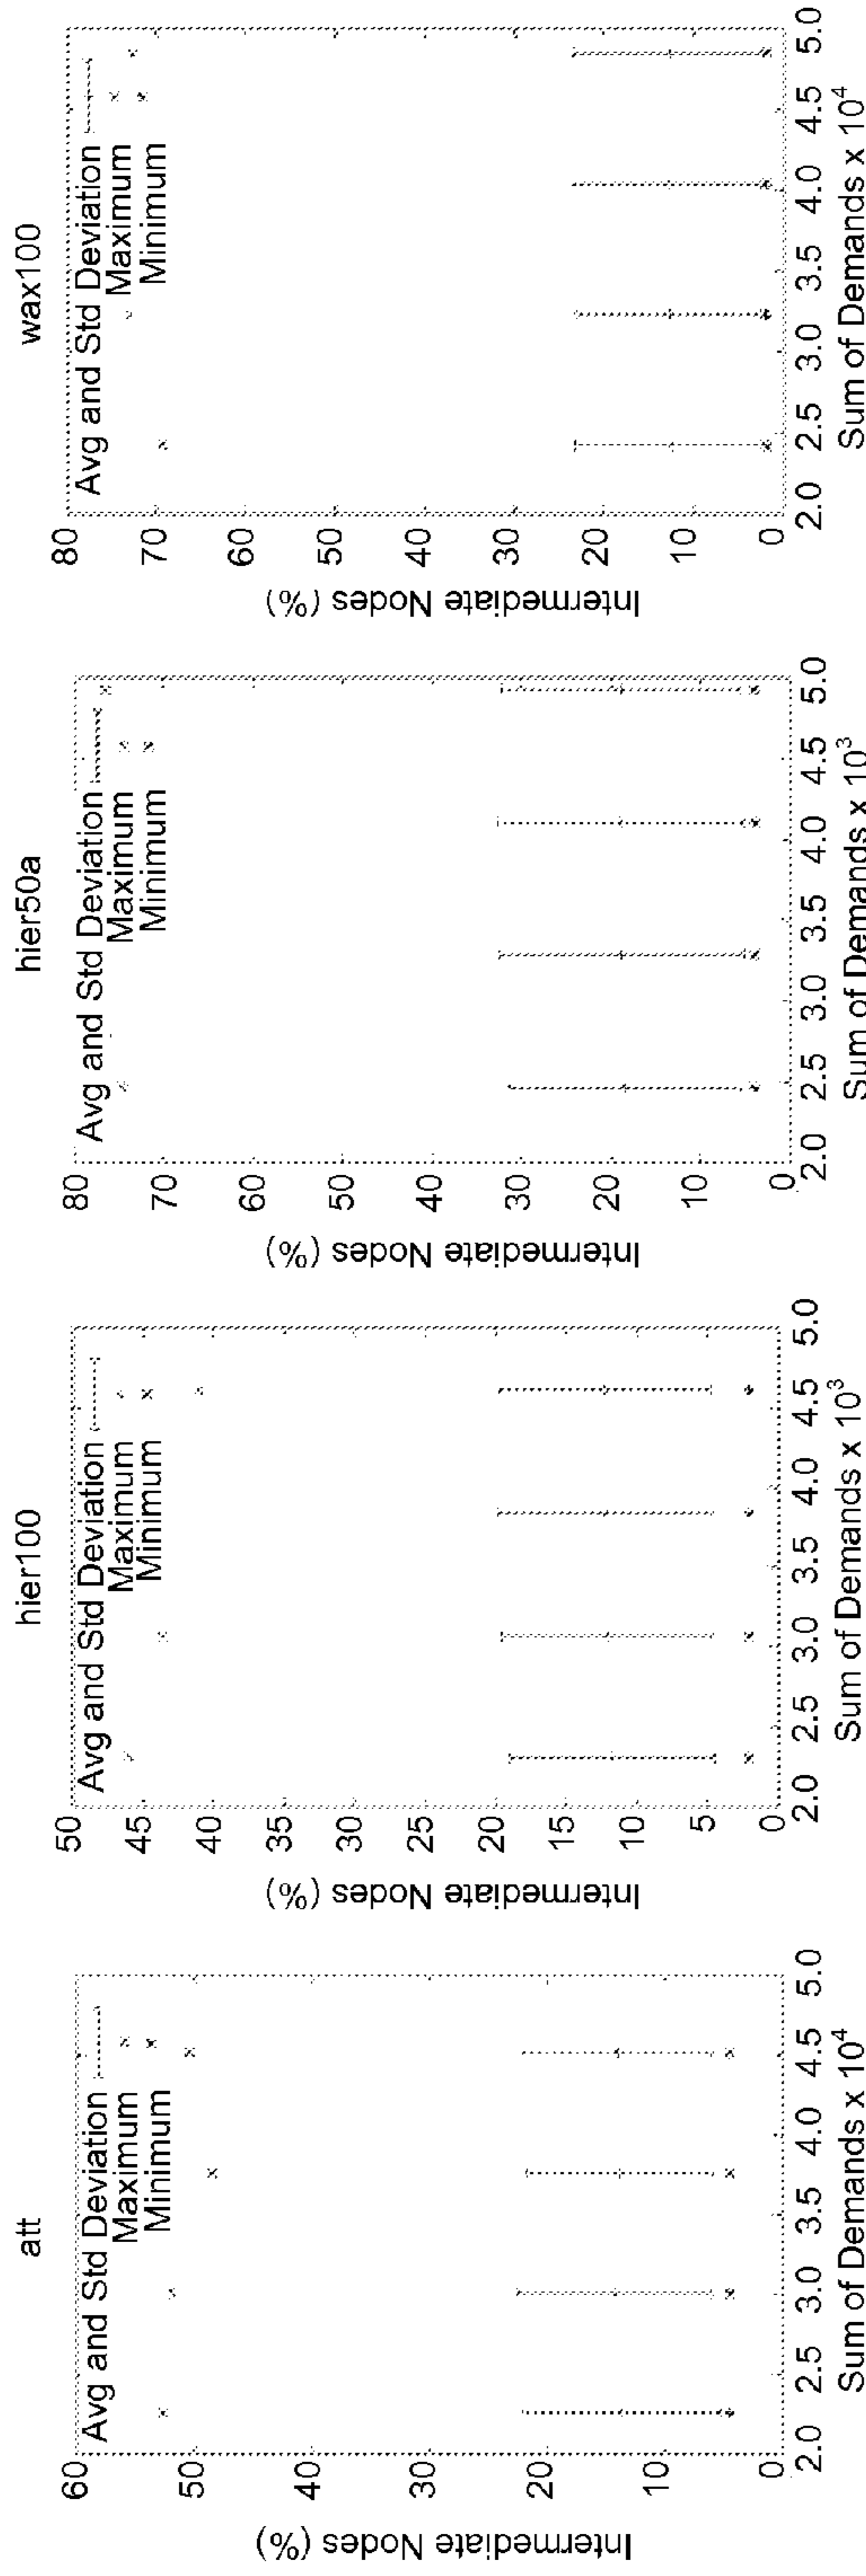 att
Avg and Std Deviation
Maximum
Minimum
60
50
40
30
20
10
0
Intermediate Nodes (%)
2.0 2.5 3.0 3.5 4.0 4.5 5.0
Sum of Demands x 10⁴
hier100
Avg and Std Deviation
Maximum
Minimum
50
45
40
35
30
25
20
15
10
5
0
Intermediate Nodes (%)
2.0 2.5 3.0 3.5 4.0 4.5 5.0
Sum of Demands x 10³
hier50a
Avg and Std Deviation
Maximum
Minimum
80
70
60
50
40
30
20
10
0
Intermediate Nodes (%)
2.0 2.5 3.0 3.5 4.0 4.5 5.0
Sum of Demands x 10³
wax100
Avg and Std Deviation
Maximum
Minimum
80
70
60
50
40
30
20
10
0
Intermediate Nodes (%)
2.0 2.5 3.0 3.5 4.0 4.5 5.0
Sum of Demands x 10⁴